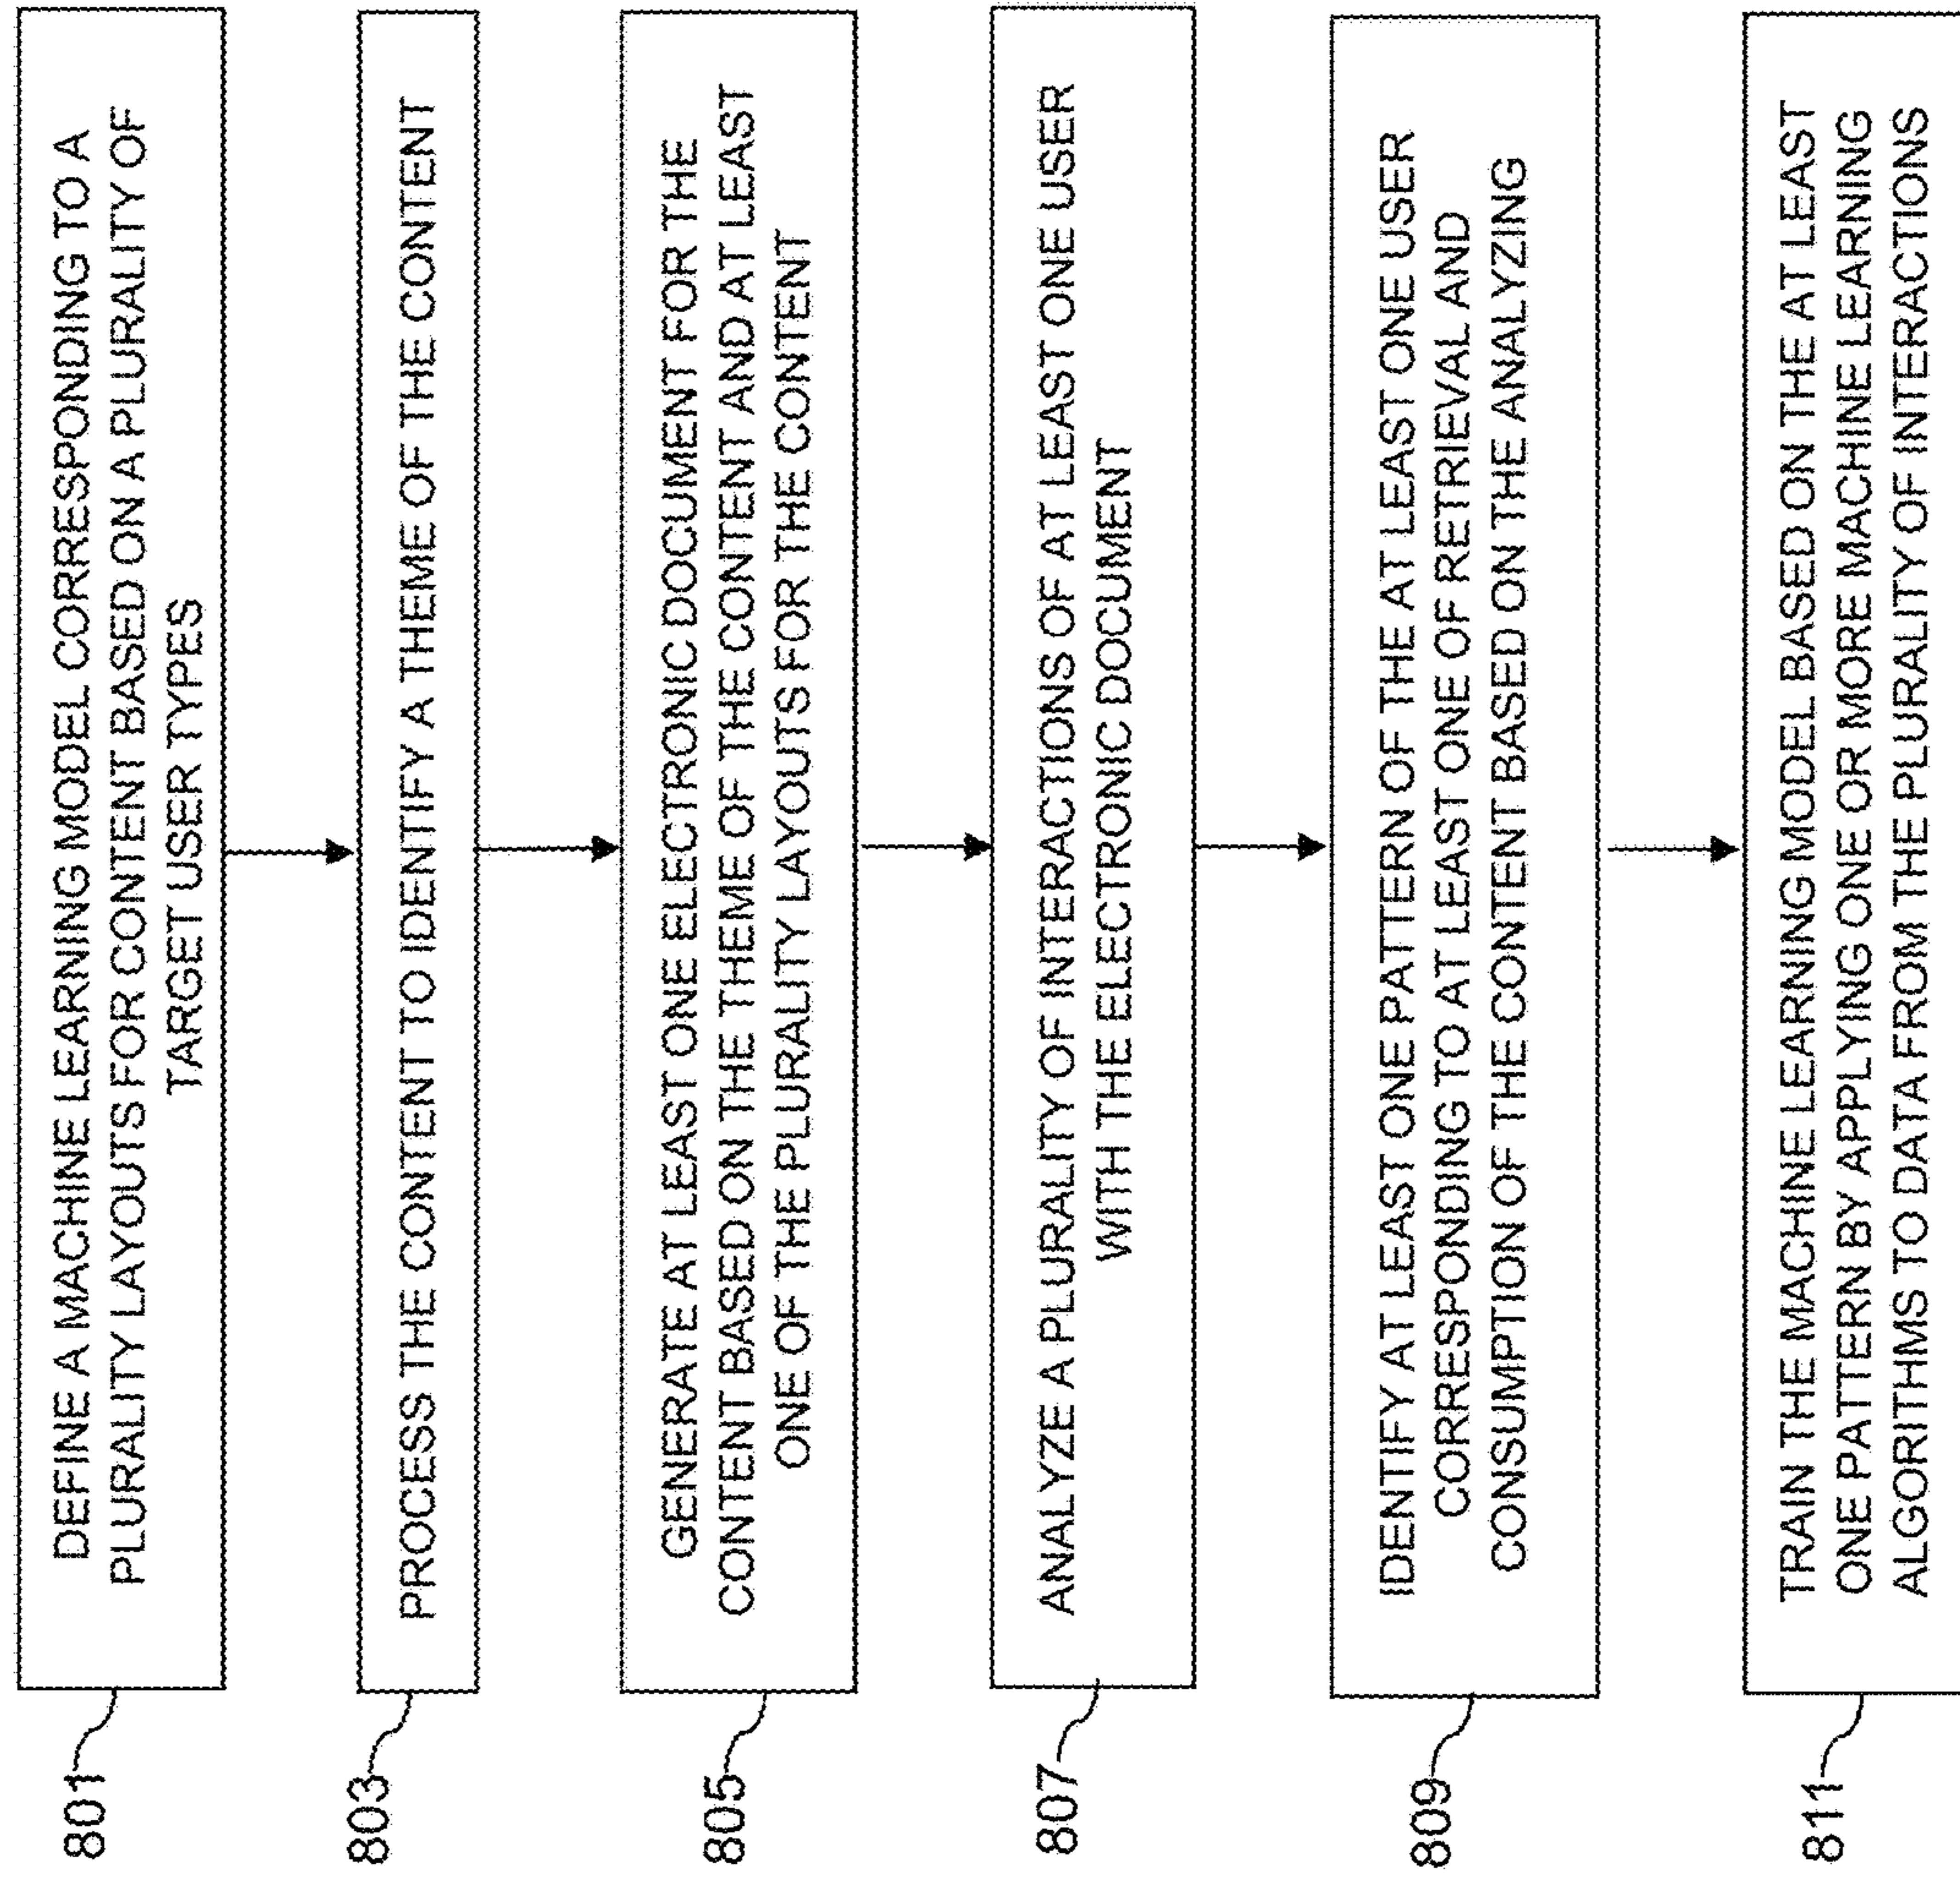 801
DEFINE A MACHINE LEARNING MODEL CORRESPONDING TO A
PLURALITY LAYOUTS FOR CONTENT BASED ON A PLURALITY OF
TARGET USER TYPES
803
PROCESS THE CONTENT TO IDENTIFY A THEME OF THE CONTENT
805
GENERATE AT LEAST ONE ELECTRONIC DOCUMENT FOR THE
CONTENT BASED ON THE THEME OF THE CONTENT AND AT LEAST
ONE OF THE PLURALITY LAYOUTS FOR THE CONTENT
807
ANALYZE A PLURALITY OF INTERACTIONS OF AT LEAST ONE USER
WITH THE ELECTRONIC DOCUMENT
809
IDENTIFY AT LEAST ONE PATTERN OF THE AT LEAST ONE USER
CORRESPONDING TO AT LEAST ONE OF RETRIEVAL AND
CONSUMPTION OF THE CONTENT BASED ON THE ANALYZING
811
TRAIN THE MACHINE LEARNING MODEL BASED ON THE AT LEAST
ONE PATTERN BY APPLYING ONE OR MORE MACHINE LEARNING
ALGORITHMS TO DATA FROM THE PLURALITY OF INTERACTIONS